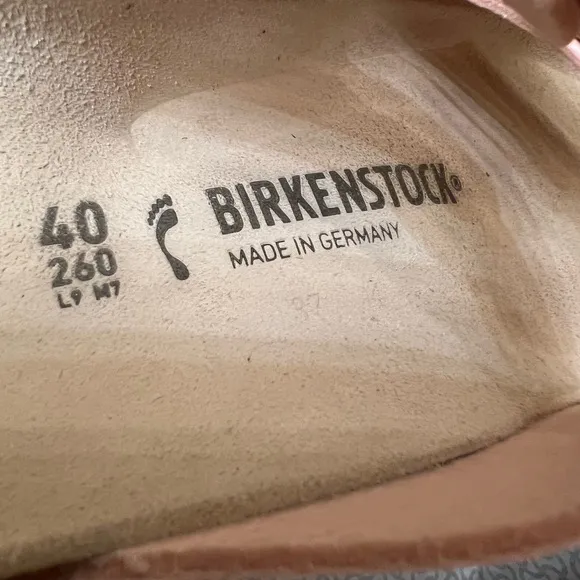 40
260
L9 M7
BIRKENSTOCK®
MADE IN GERMANY